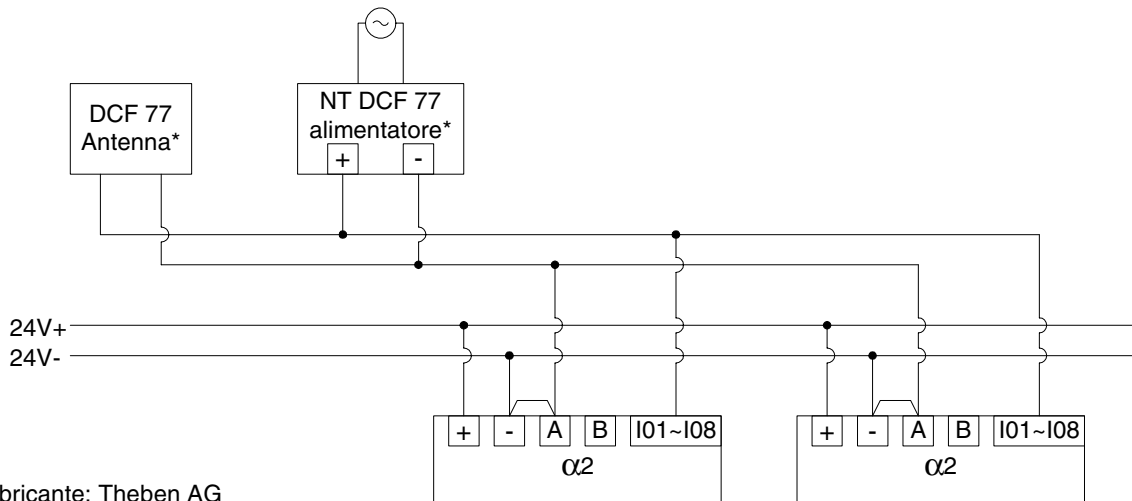 DCF 77
Antenna*
NT DCF 77
alimentatore*
+ -
24V+
24V-
+ - A B I01~I08
α2
+ - A B I01~I08
α2
bricante: Theben AG